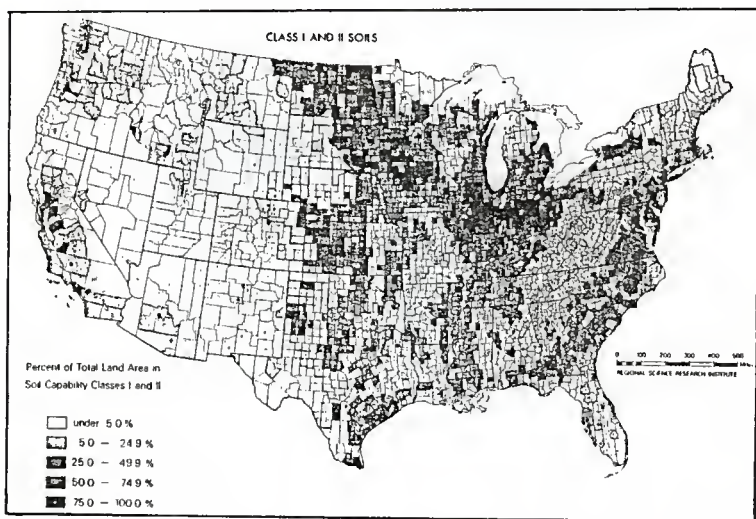 CLASS I AND II SOILS
Percent of Total Land Area in
Soil Capability Classes I and II
under 5.0%
5.0 — 24.9 %
25.0 — 49.9 %
50.0 — 74.9 %
75.0 — 100.0 %
0 100 200 300 400 500
REGIONAL SCIENCE RESEARCH INSTITUTE